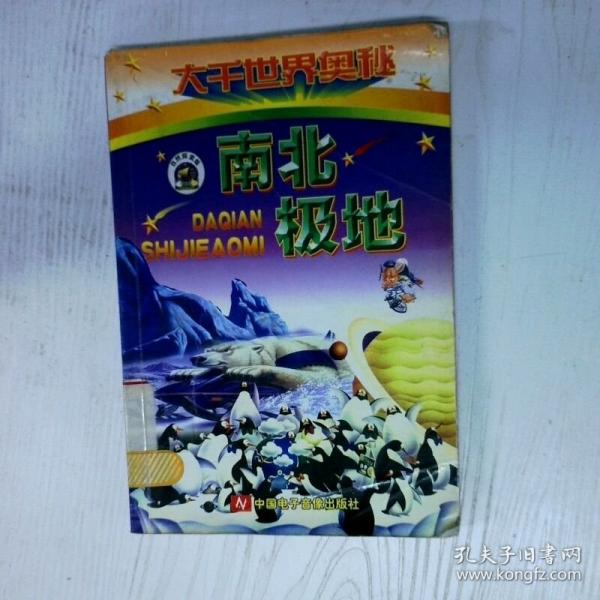 大千世界奥秘
南北
极地
DAQIAN
SHIJIEAOMI
中国电子音像出版社
孔夫子旧书网
www.kongfz.com